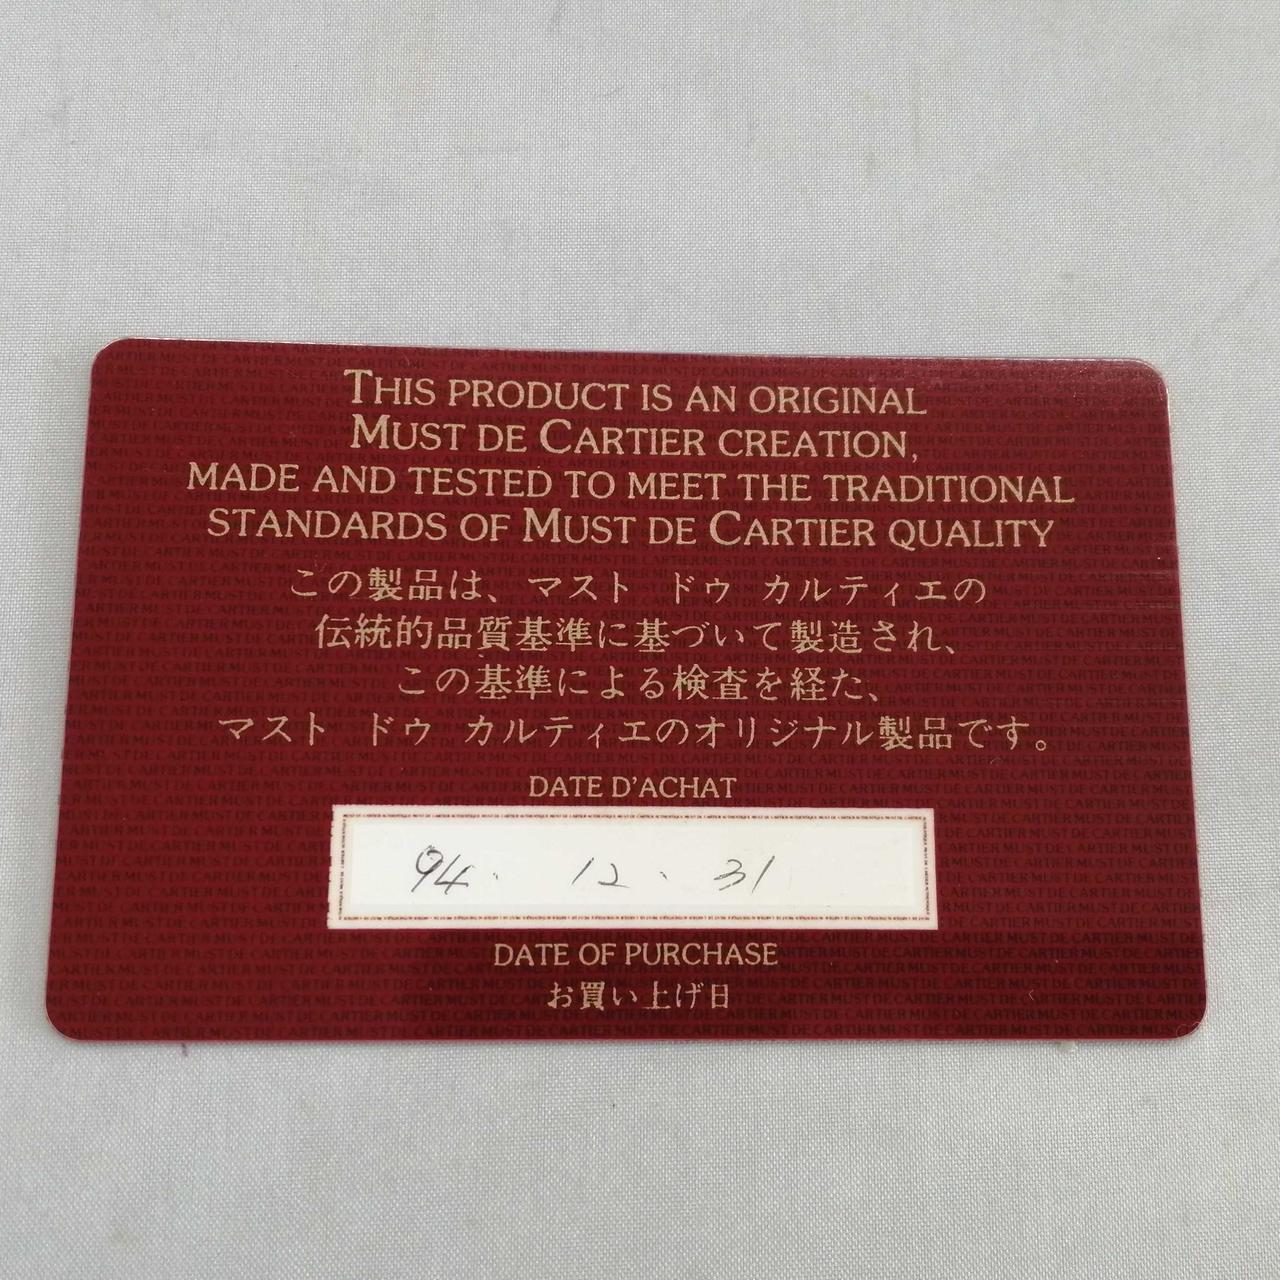 THIS PRODUCT IS AN ORIGINAL
MUST DE CARTIER CREATION,
MADE AND TESTED TO MEET THE TRADITIONAL
STANDARDS OF MUST DE CARTIER QUALITY
この製品は、マスト ドゥ カルティエの
伝統的品質基準に基づいて製造され、
この基準による検査を経た、
マスト ドゥ カルティエのオリジナル製品です。
DATE D'ACHAT
94. 12. 31
DATE OF PURCHASE
お買い上げ日